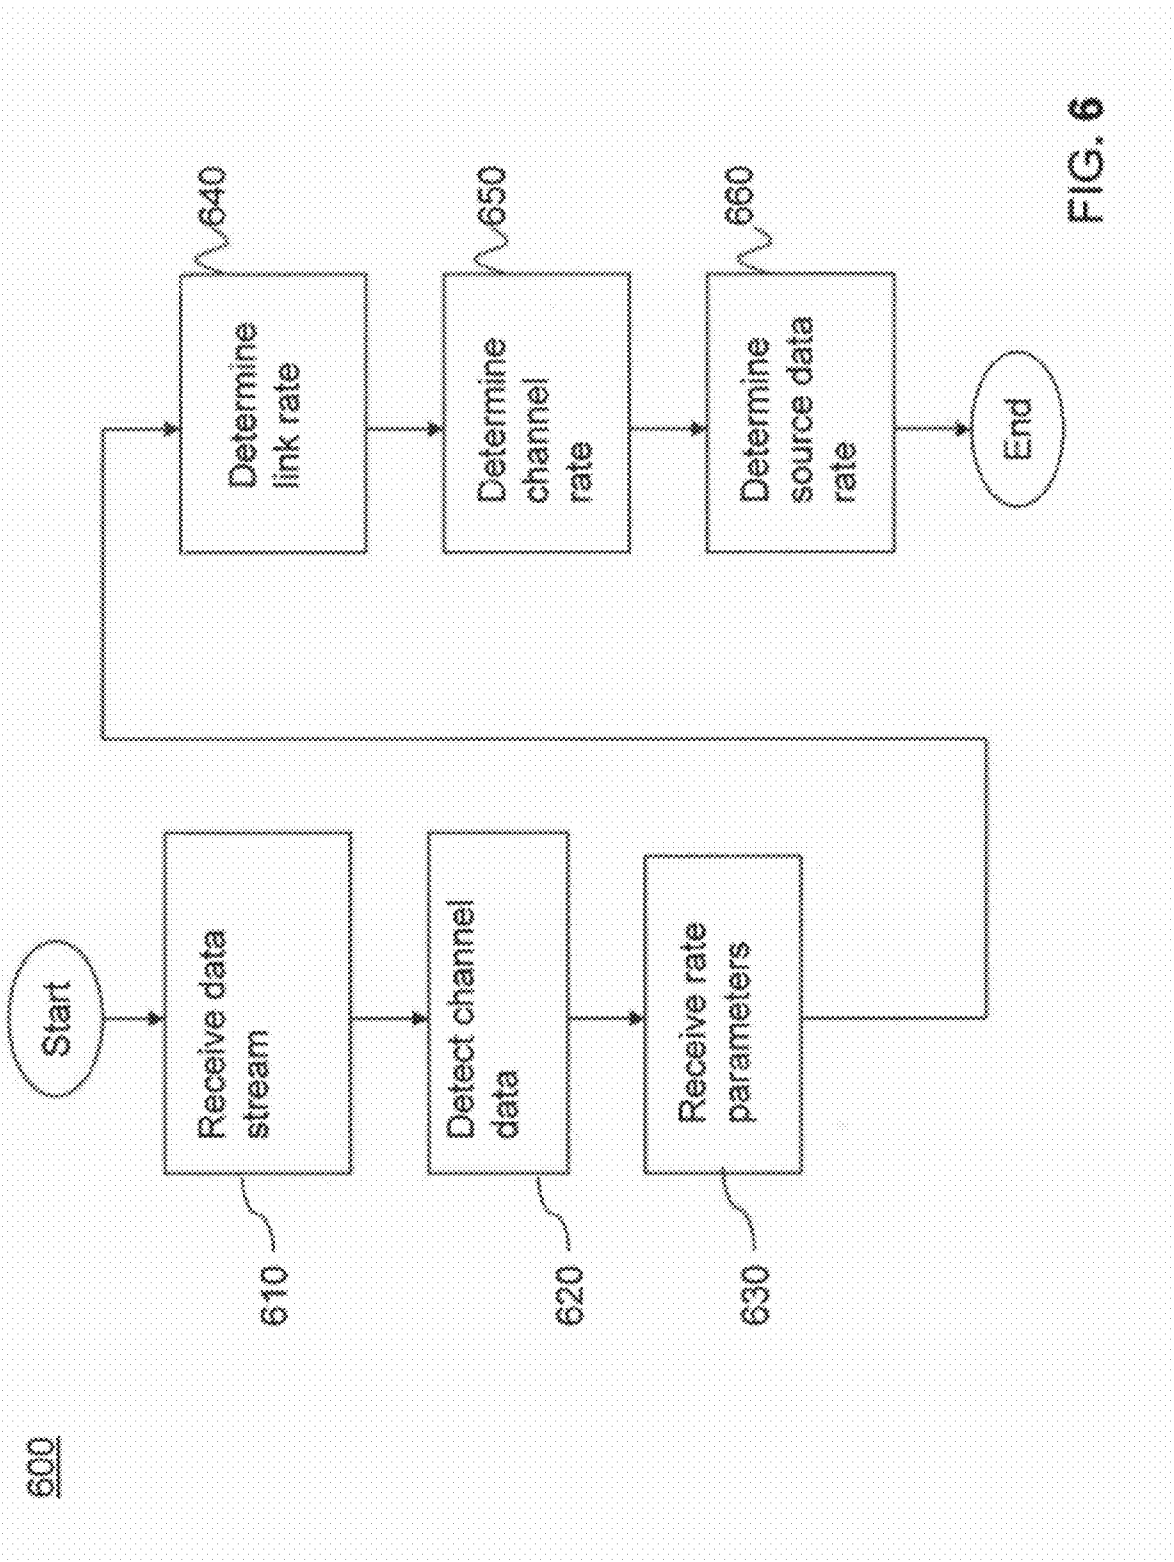 600
Start
610
Receive data
stream
620
Detect channel
data
630
Receive rate
parameters
640
Determine
link rate
650
Determine
channel
rate
660
Determine
source data
rate
End
FIG. 6